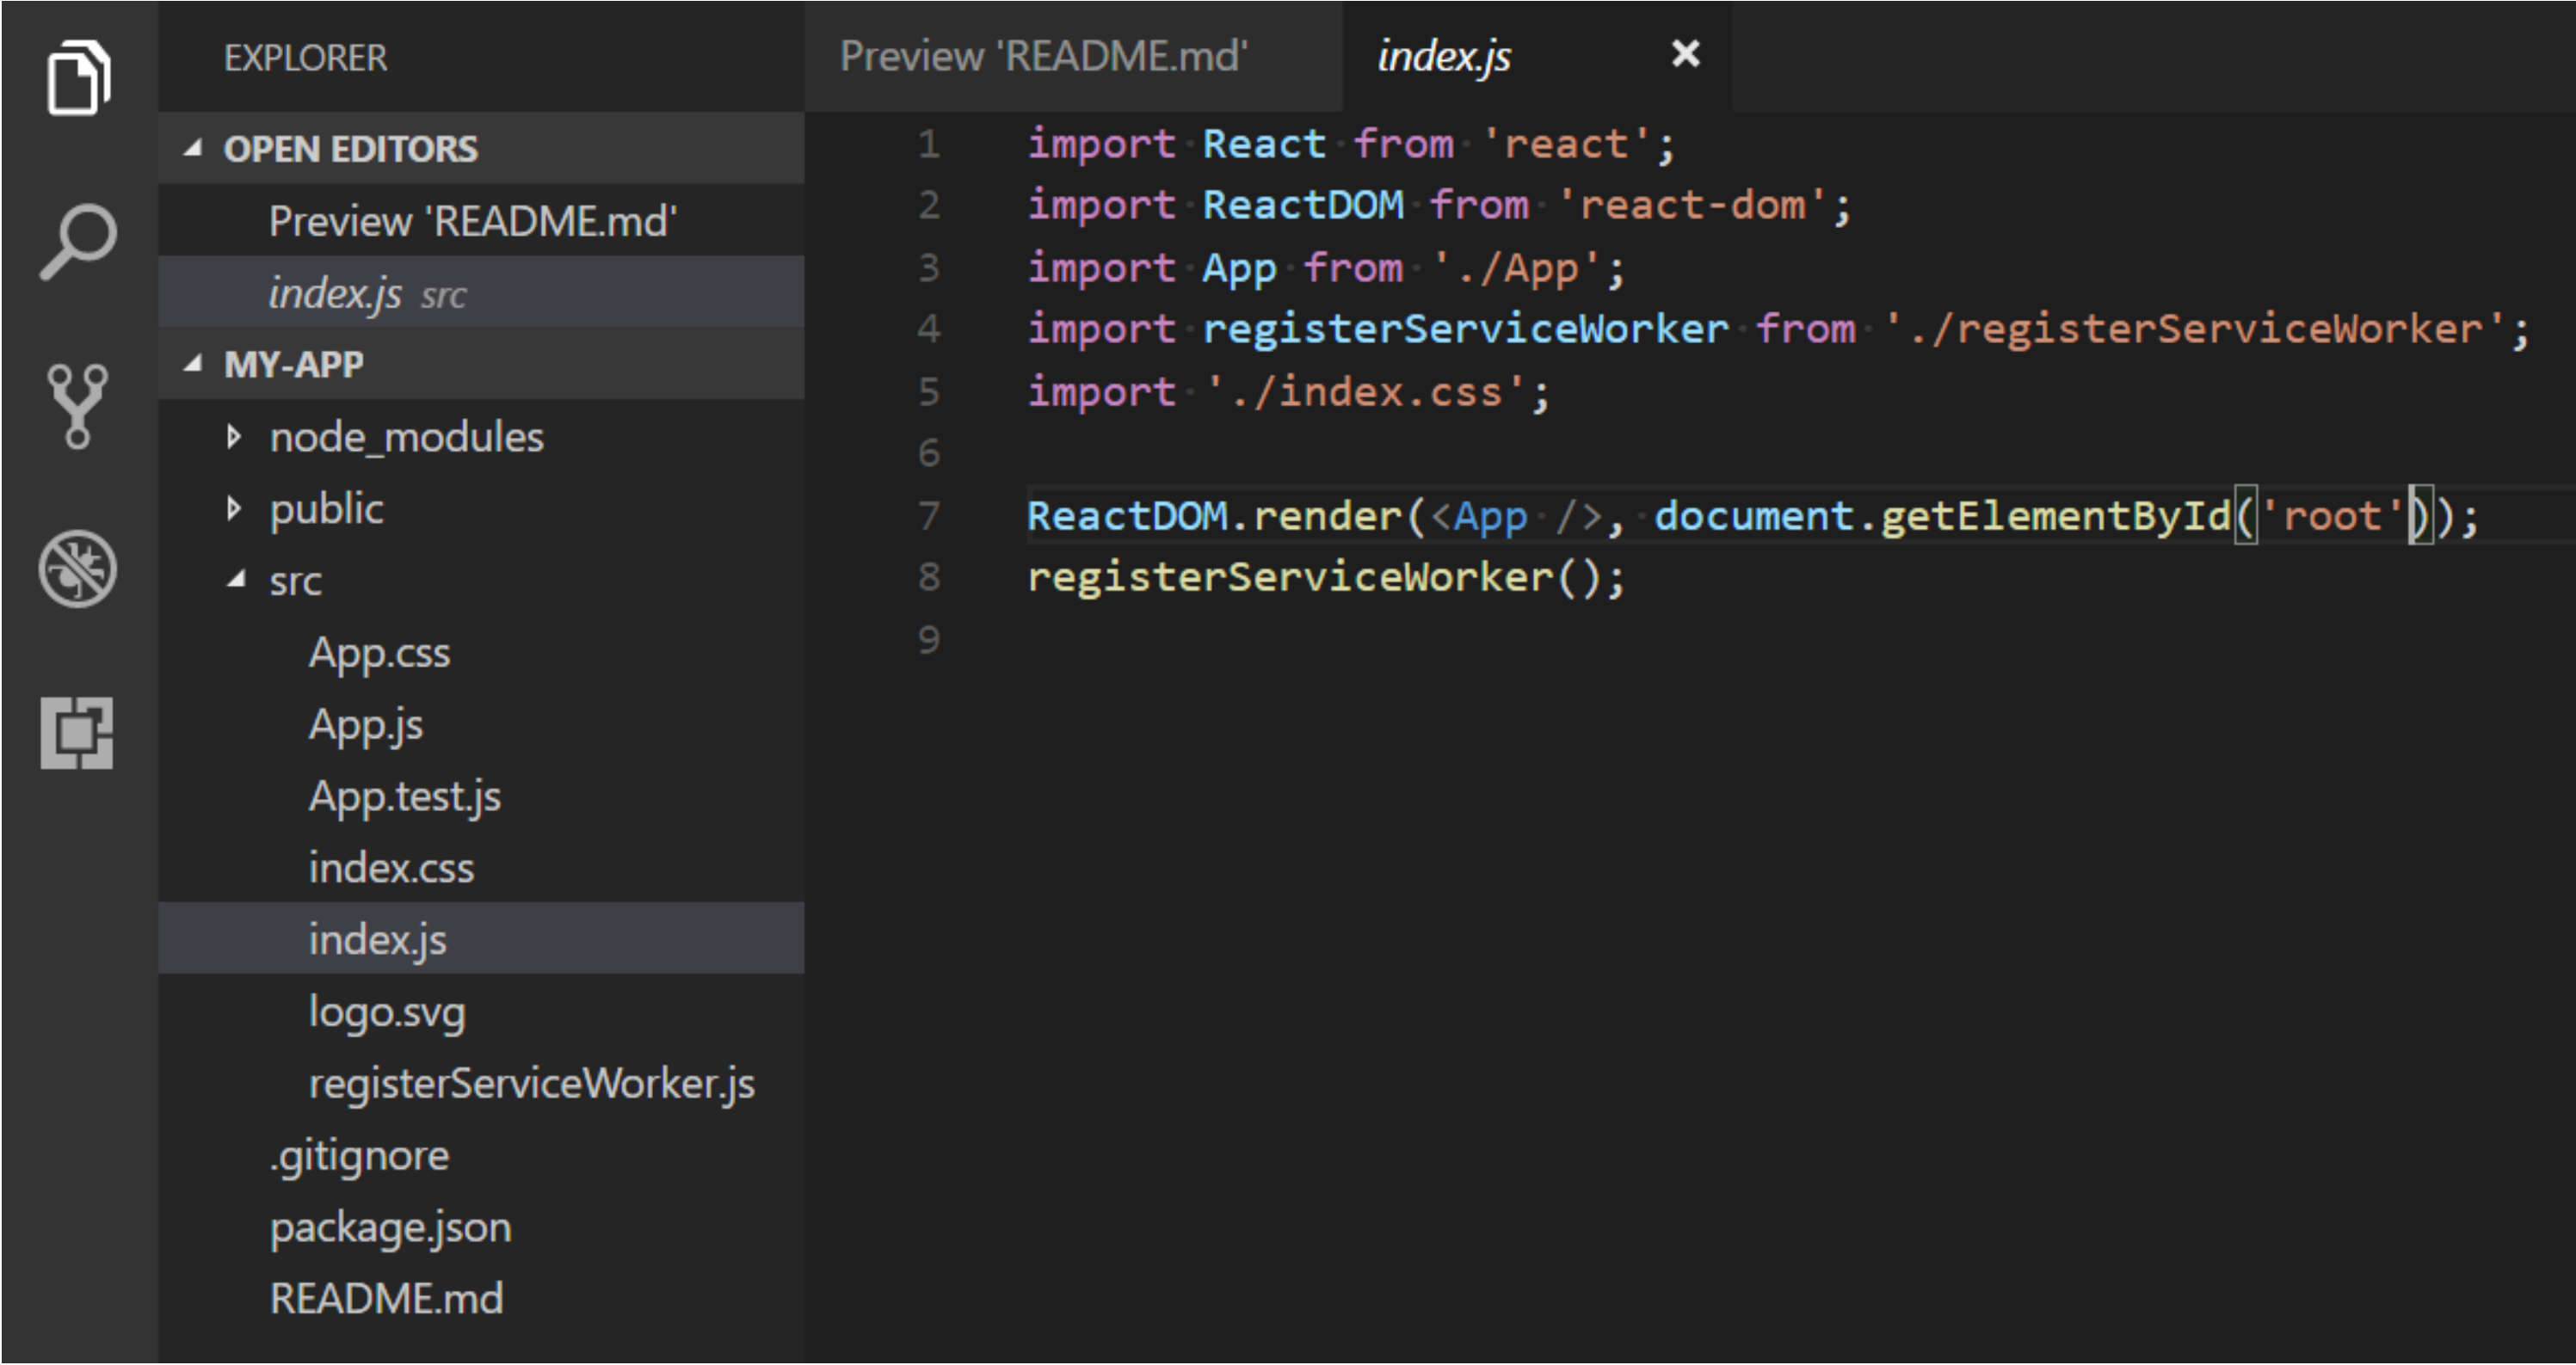 EXPLORER
OPEN EDITORS
Preview 'README.md'
index.js src
MY-APP
node_modules
public
src
App.css
App.js
App.test.js
index.css
index.js
logo.svg
registerServiceWorker.js
.gitignore
package.json
README.md
Preview 'README.md' index.js
1 import React from 'react';
2 import ReactDOM from 'react-dom';
3 import App from './App';
4 import registerServiceWorker from './registerServiceWorker';
5 import './index.css';
6
7 ReactDOM.render(<App />, document.getElementById('root'));
8 registerServiceWorker();
9